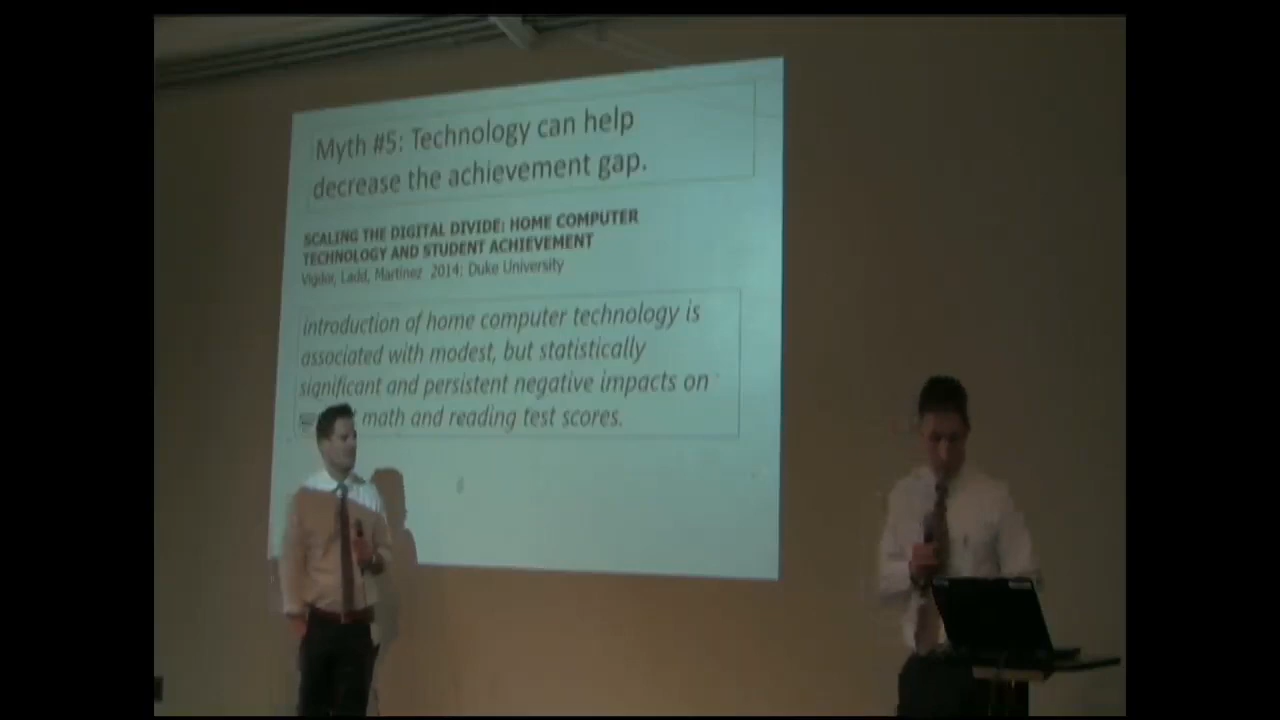 Myth #5: Technology can help
decrease the achievement gap.
SCALING THE DIGITAL DIVIDE: HOME COMPUTER
TECHNOLOGY AND STUDENT ACHIEVEMENT
Vigdor, Ladd, Martinez 2014: Duke University
introduction of home computer technology is
associated with modest, but statistically
significant and persistent negative impacts on
math and reading test scores.